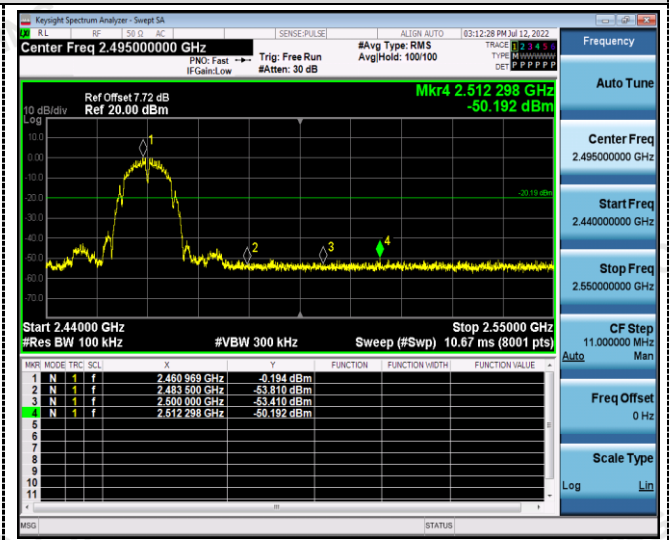 Keysight Spectrum Analyzer - Swept SA
RL RF 50 Ω AC SENSE:PULSE ALIGN AUTO 03:12:28 PM Jul 12, 2022
Center Freq 2.495000000 GHz
PNO: Fast
IFGain:Low
Trig: Free Run
#Atten: 30 dB
#Avg Type: RMS
Avg|Hold: 100/100
TRACE 1 2 3 4 5 6
TYPE M W W W W W
DET P P P P P P
Ref Offset 7.72 dB
10 dB/div Ref 20.00 dBm
Log
Mkr4 2.512 298 GHz
-50.192 dBm
10.0
0.00
-10.0
-20.0
-30.0
-40.0
-50.0
-60.0
-70.0
-20.19 dBm
1
2
3
4
Start 2.44000 GHz Stop 2.55000 GHz
#Res BW 100 kHz #VBW 300 kHz Sweep (#Swp) 10.67 ms (8001 pts)
MKR MODE TRC SCL X Y FUNCTION FUNCTION WIDTH FUNCTION VALUE
1 N 1 f 2.460 969 GHz -0.194 dBm
2 N 1 f 2.483 500 GHz -53.810 dBm
3 N 1 f 2.500 000 GHz -53.410 dBm
4 N 1 f 2.512 298 GHz -50.192 dBm
5
6
7
8
9
10
11
MSG STATUS
Frequency
Auto Tune
Center Freq
2.495000000 GHz
Start Freq
2.440000000 GHz
Stop Freq
2.550000000 GHz
CF Step
11.000000 MHz
Auto Man
Freq Offset
0 Hz
Scale Type
Log Lin